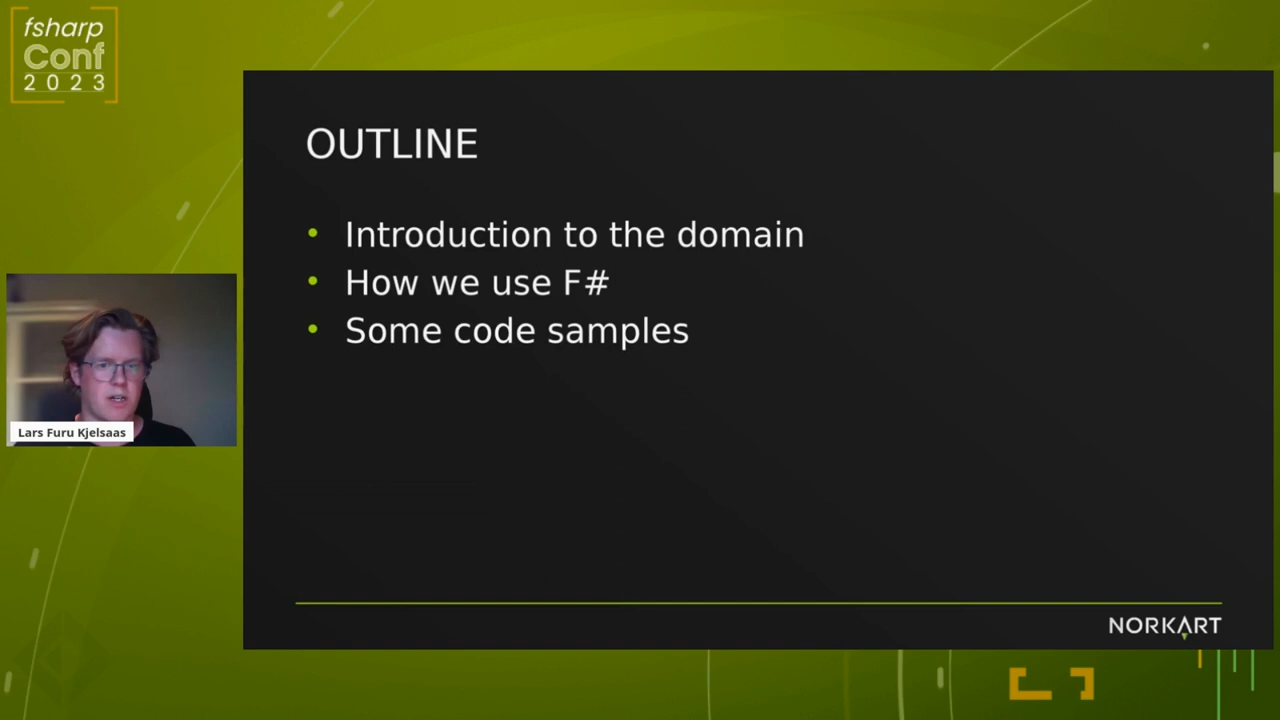 fsharp
Conf
2023
OUTLINE
• Introduction to the domain
• How we use F#
• Some code samples
Lars Furu Kjelsaas
NORKART